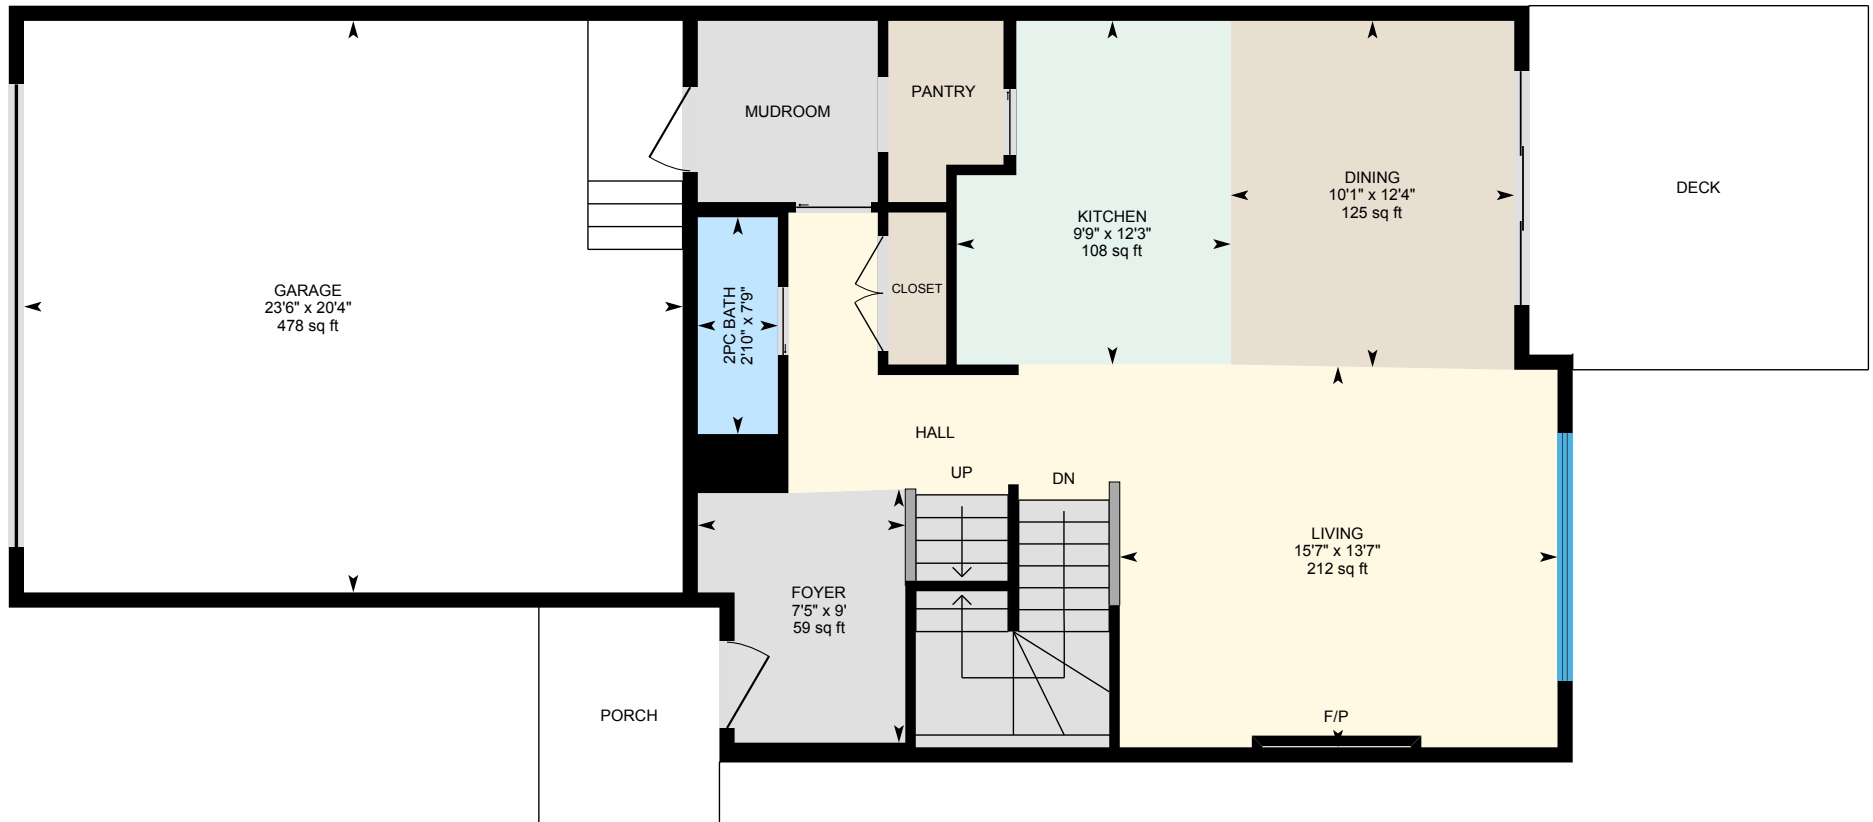 MUDROOM
PANTRY
DINING
10'1" x 12'4"
125 sq ft
DECK
KITCHEN
9'9" x 12'3"
108 sq ft
GARAGE
23'6" x 20'4"
478 sq ft
2PC BATH
2'10" x 7'9"
CLOSET
HALL
UP
DN
LIVING
15'7" x 13'7"
212 sq ft
FOYER
7'5" x 9'
59 sq ft
PORCH
F/P